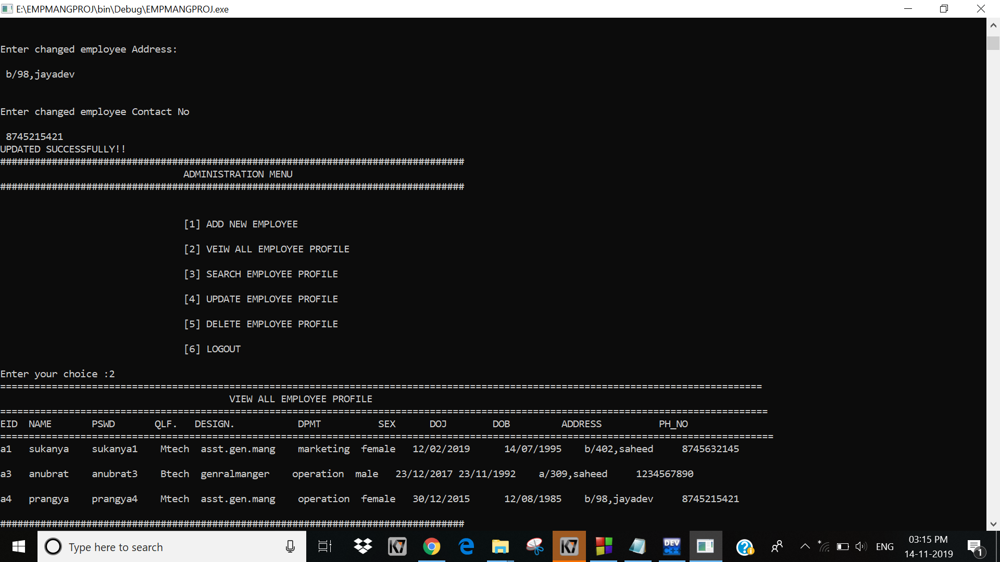 E:\EMPMANGPROJ\bin\Debug\EMPMANGPROJ.exe
Enter changed employee Address:
b/98,jayadev
Enter changed employee Contact No
8745215421
UPDATED SUCCESSFULLY!!
#################################################################################
ADMINISTRATION MENU
#################################################################################
[1] ADD NEW EMPLOYEE
[2] VEIW ALL EMPLOYEE PROFILE
[3] SEARCH EMPLOYEE PROFILE
[4] UPDATE EMPLOYEE PROFILE
[5] DELETE EMPLOYEE PROFILE
[6] LOGOUT
Enter your choice :2
=====================================================================================================================================
VIEW ALL EMPLOYEE PROFILE
======================================================================================================================================
EID NAME PSWD QLF. DESIGN. DPMT SEX DOJ DOB ADDRESS PH_NO
=======================================================================================================================================
a1 sukanya sukanya1 Mtech asst.gen.mang marketing female 12/02/2019 14/07/1995 b/402,saheed 8745632145
a3 anubrat anubrat3 Btech genralmanger operation male 23/12/2017 23/11/1992 a/309,saheed 1234567890
a4 prangya prangya4 Mtech asst.gen.mang operation female 30/12/2015 12/08/1985 b/98,jayadev 8745215421
#################################################################################
Type here to search
K7
K7
DEV
C++
ENG
03:15 PM
14-11-2019
1